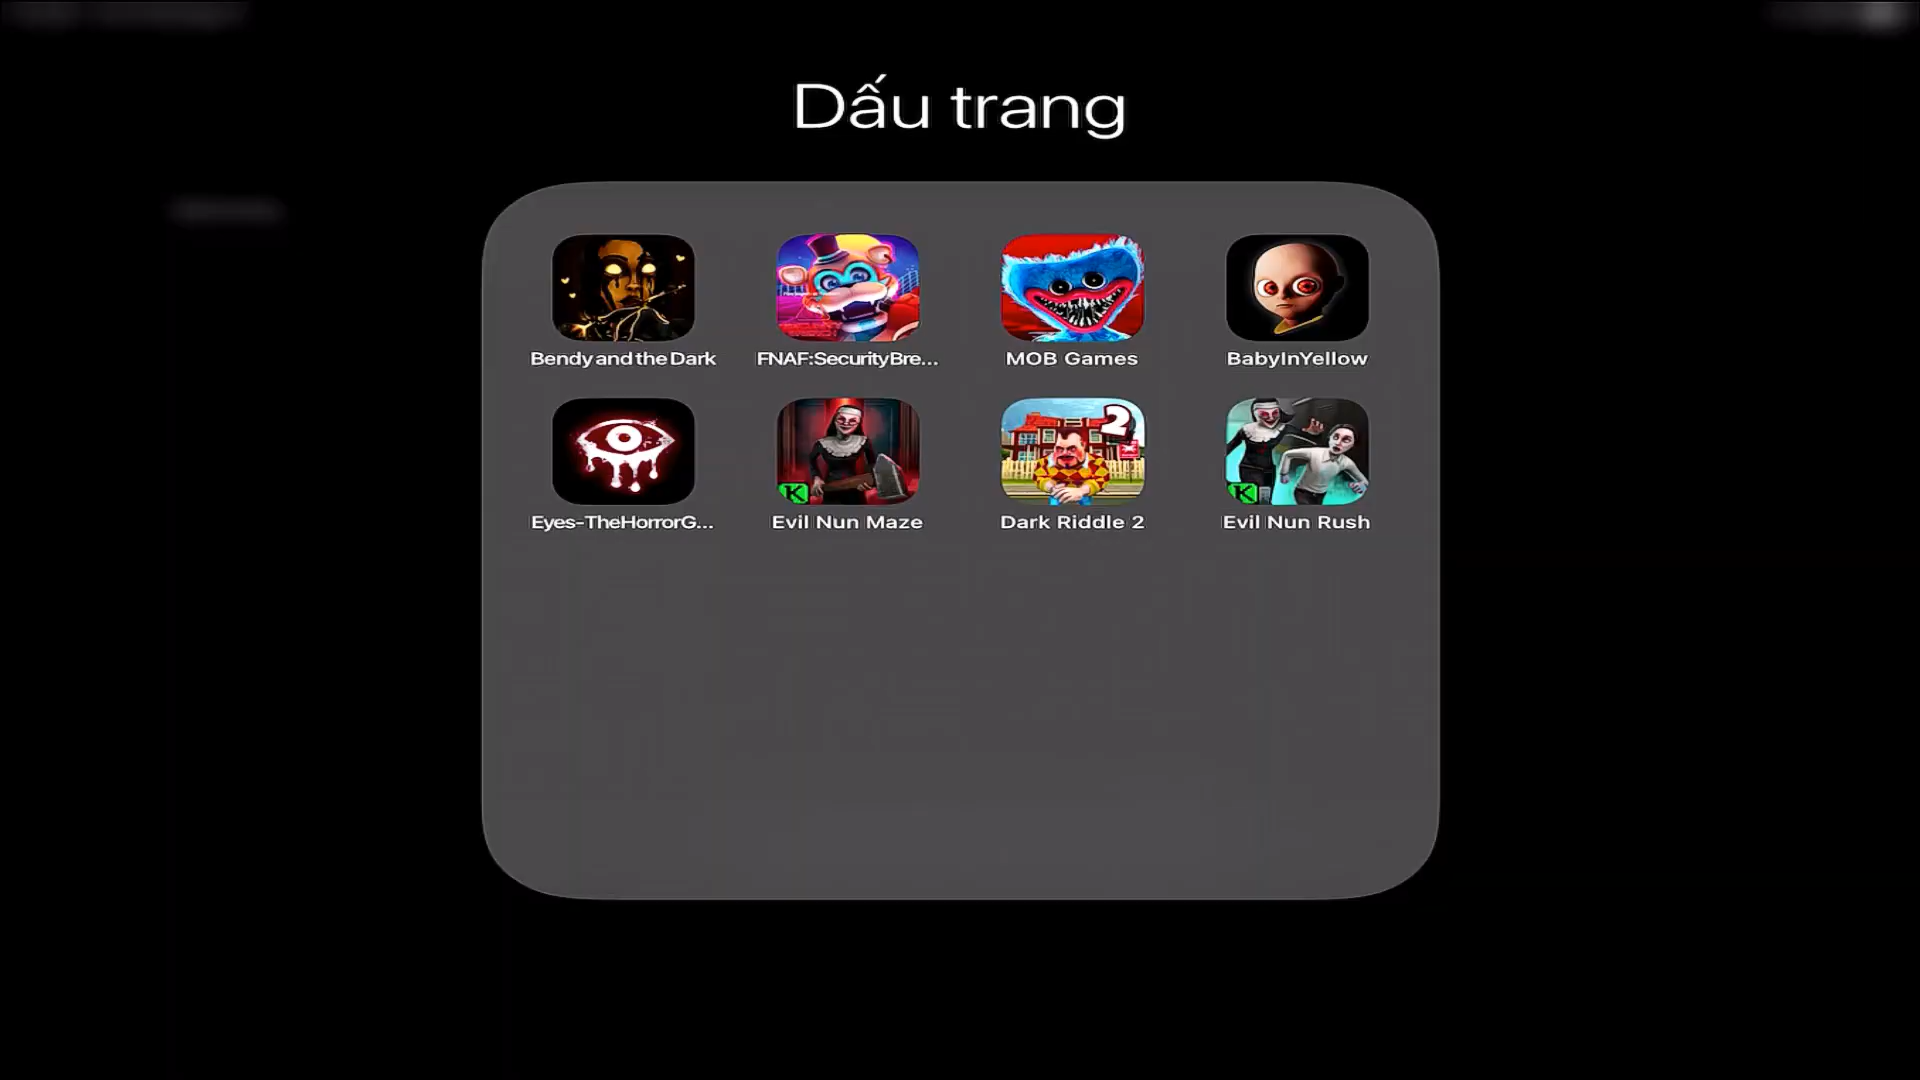 Dấu trang
Bendy and the Dark
FNAF:SecurityBre...
MOB Games
BabyInYellow
Eyes-TheHorrorG...
Evil Nun Maze
2
Dark Riddle 2
Evil Nun Rush